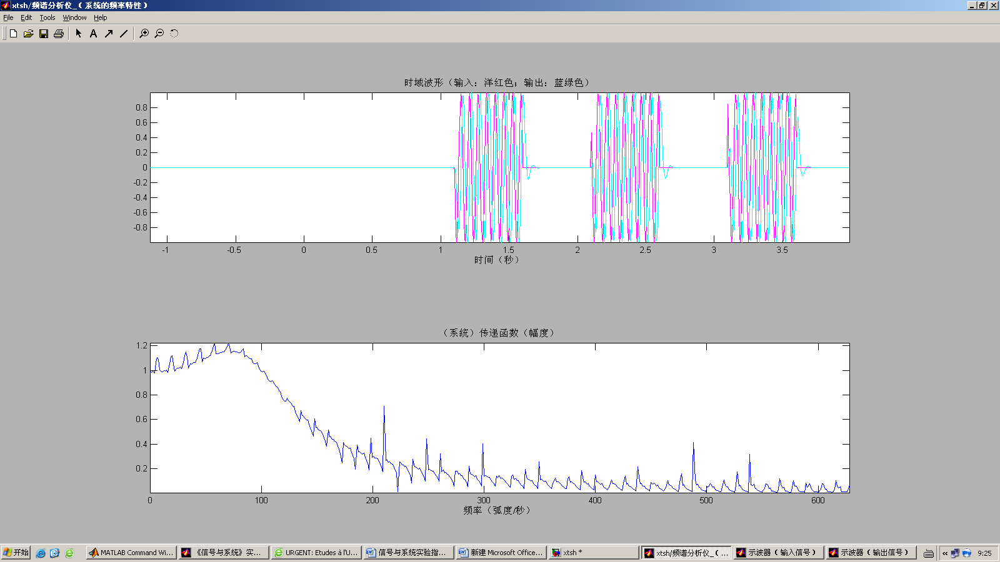 xtsh/频谱分析仪_（系统的频率特性）
File Edit Tools Window Help
时域波形（输入：洋红色；输出：蓝绿色）
0.8
0.6
0.4
0.2
0
-0.2
-0.4
-0.6
-0.8
-1 -0.5 0 0.5 1 1.5 2 2.5 3 3.5
时间（秒）
（系统）传递函数（幅度）
1.2
1
0.8
0.6
0.4
0.2
0 100 200 300 400 500 600
频率（弧度/秒）
开始 MATLAB Command Wi... 《信号与系统》实... URGENT: Etudes à l'U... 信号与系统实验指... 新建 Microsoft Office... xtsh * xtsh/频谱分析仪_（... 示波器（输入信号） 示波器（输出信号） « 9:25